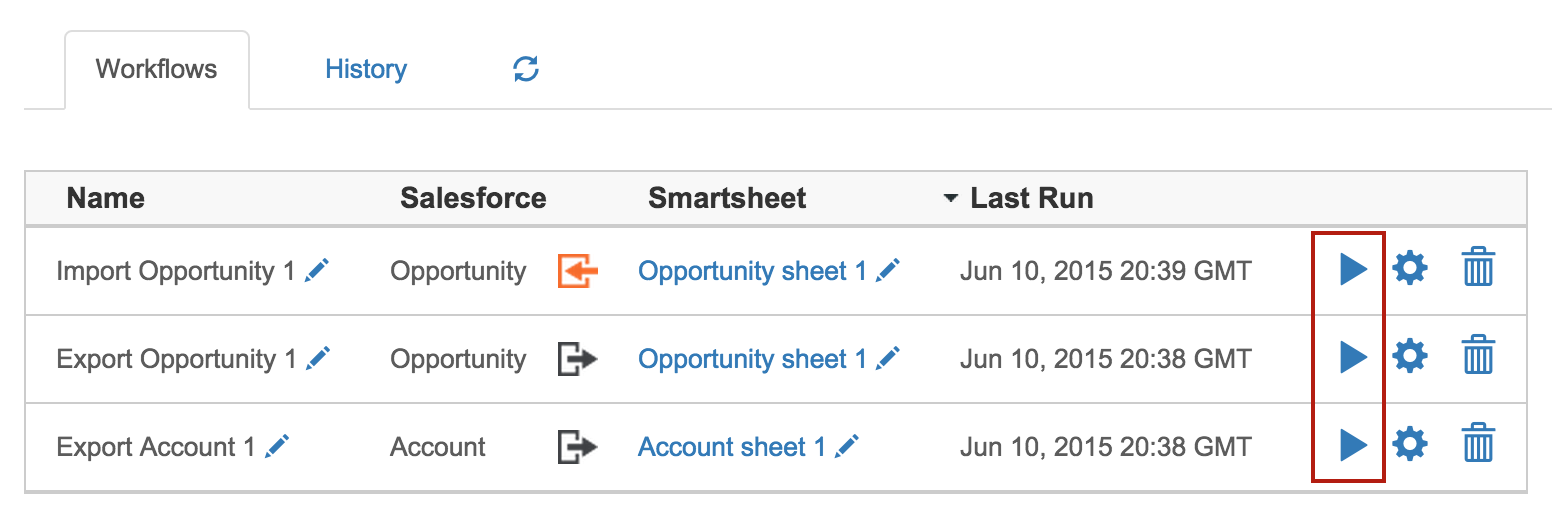 Workflows History
Name Salesforce Smartsheet Last Run
Import Opportunity 1 Opportunity Opportunity sheet 1 Jun 10, 2015 20:39 GMT
Export Opportunity 1 Opportunity Opportunity sheet 1 Jun 10, 2015 20:38 GMT
Export Account 1 Account Account sheet 1 Jun 10, 2015 20:38 GMT